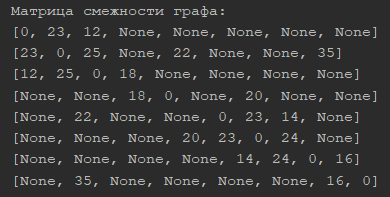 Матрица смежности графа:
[0, 23, 12, None, None, None, None, None]
[23, 0, 25, None, 22, None, None, 35]
[12, 25, 0, 18, None, None, None, None]
[None, None, 18, 0, None, 20, None, None]
[None, 22, None, None, 0, 23, 14, None]
[None, None, None, 20, 23, 0, 24, None]
[None, None, None, None, 14, 24, 0, 16]
[None, 35, None, None, None, None, 16, 0]